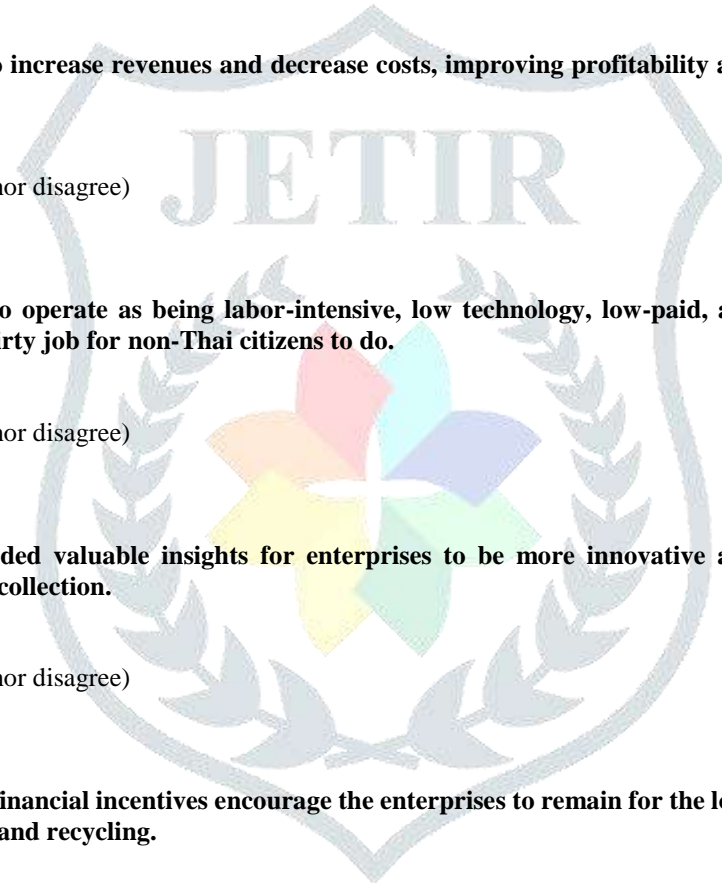 increase revenues and decrease costs, improving profitability
JETIR
nor disagree)
o operate as being labor-intensive, low technology, low-paid, a
irty job for non-Thai citizens to do.
nor disagree)
ded valuable insights for enterprises to be more innovative a
collection.
nor disagree)
financial incentives encourage the enterprises to remain for the lo
and recycling.